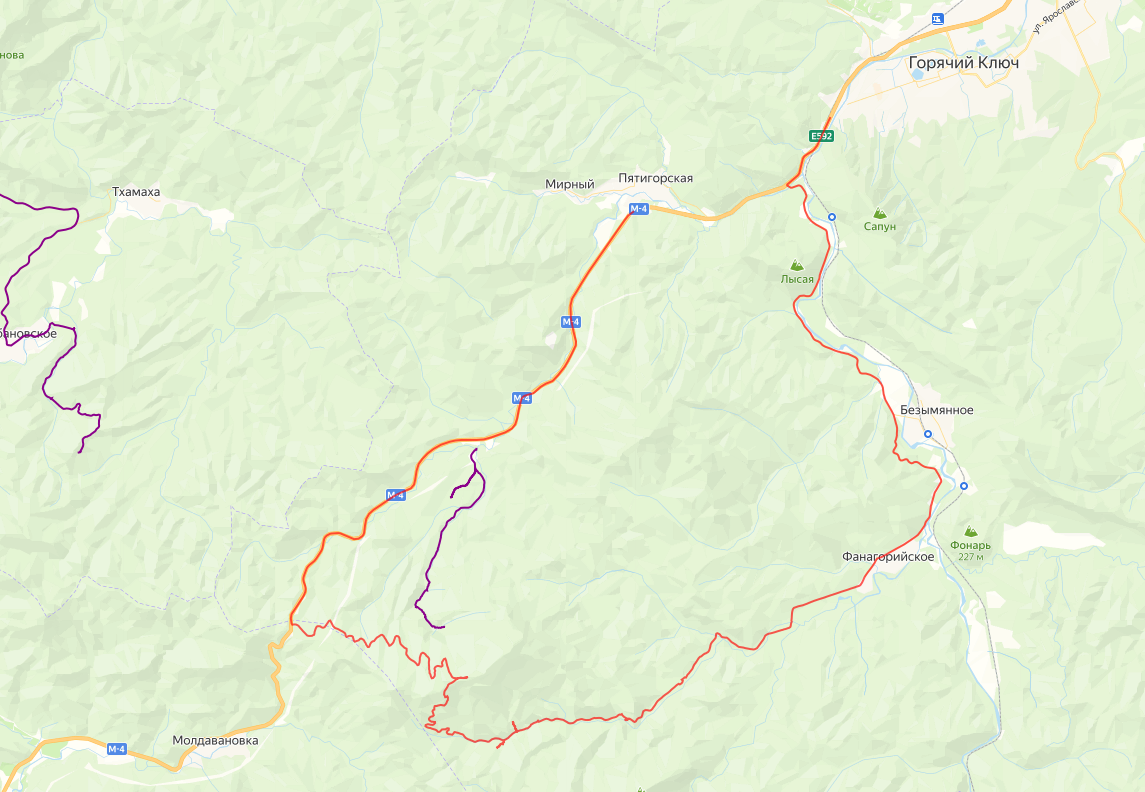 ул. Ярослав
нова
Горячий Ключ
E592
Мирный
Пятигорская
Тхамаха
М-4
Сапун
Лысая
М-4
бановское
М-4
Безымянное
М-4
Фонарь
227 м
Фанагорийское
Молдавановка
М-4